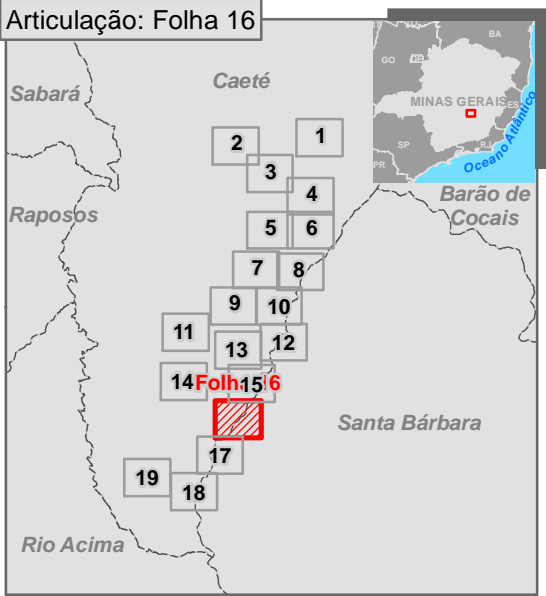 Articulação: Folha 16
BA
GO
DF
MINAS GERAIS
ES
SP
RJ
PR
Oceano Atlântico
Sabará
Caeté
1
2
3
4
Barão de
Cocais
Raposos
5
6
7
8
9
10
11
12
13
14
Folha 16
15
Santa Bárbara
17
19
18
Rio Acima